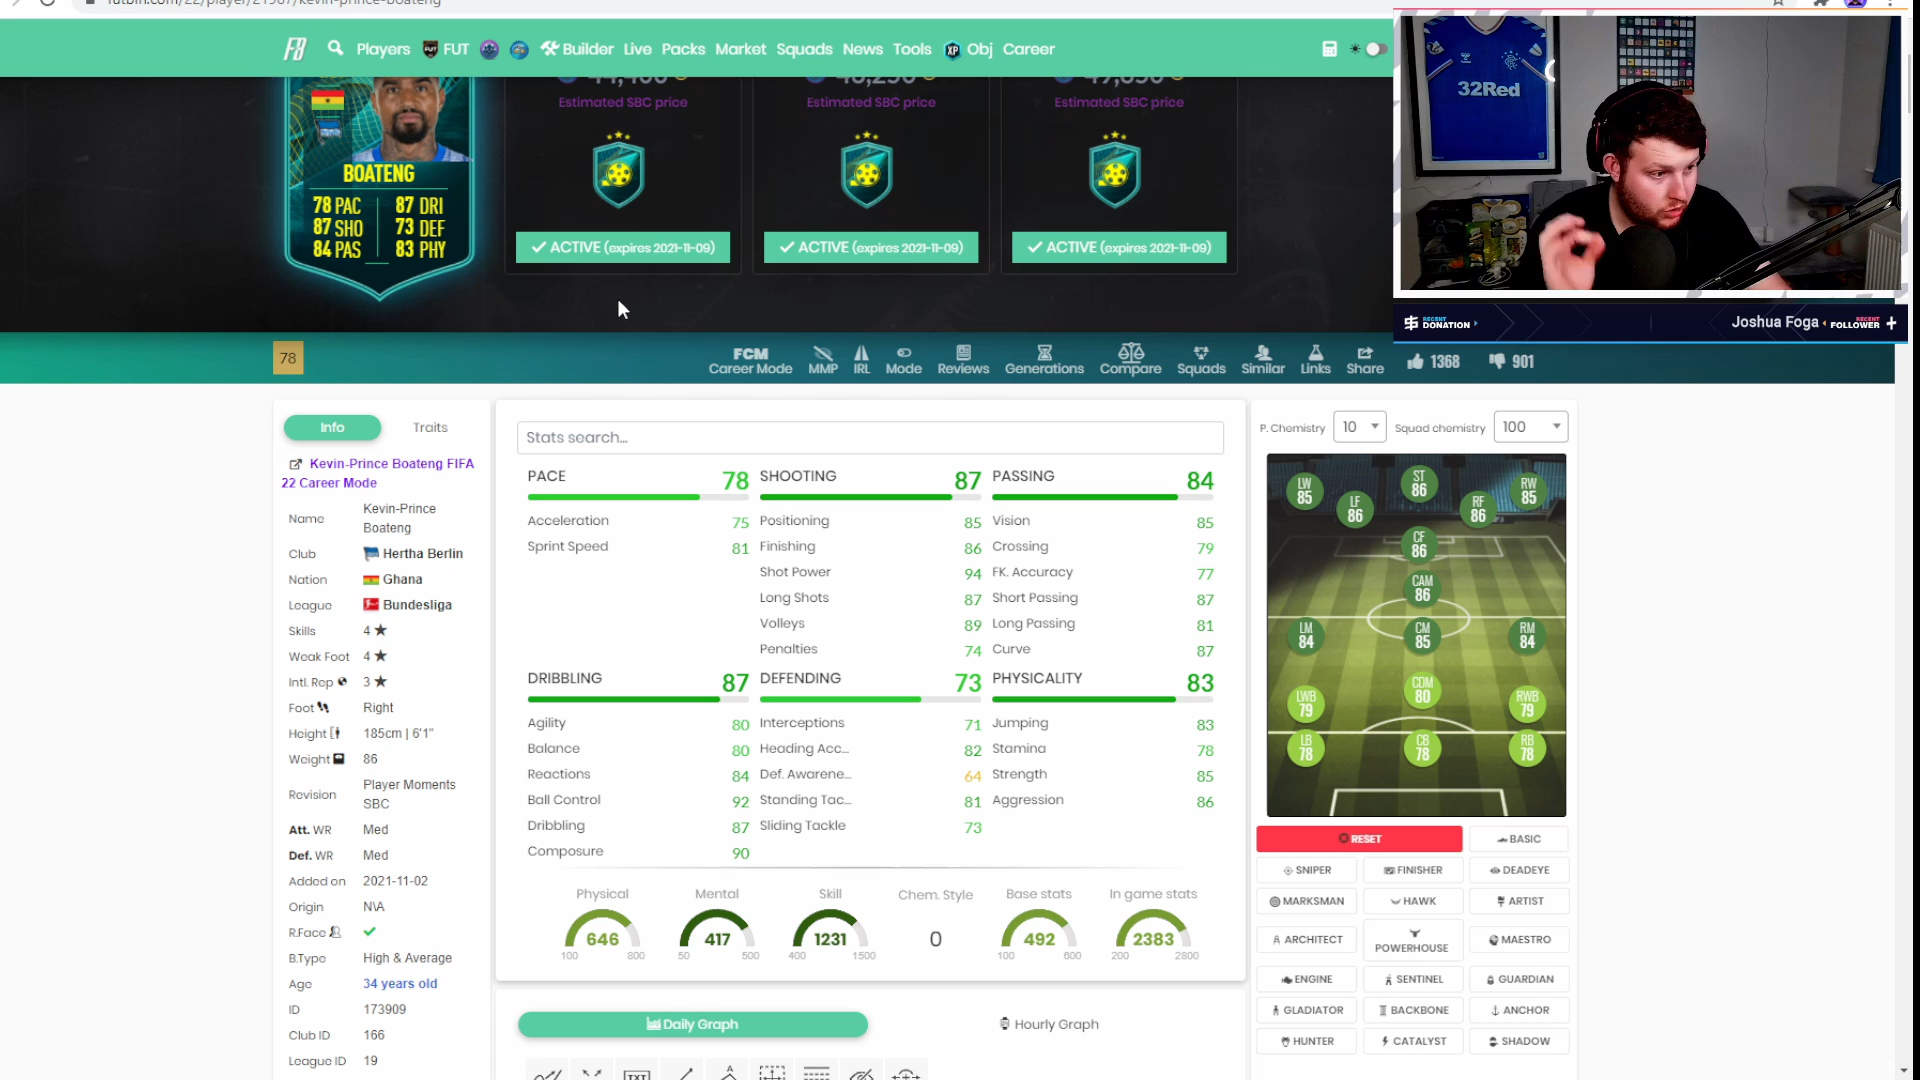 futbin.com/22/player/21987/kevin-prince-boateng
Players FUT Builder Live Packs Market Squads News Tools XP Obj Career
BOATENG
78 PAC 87 DRI
87 SHO 73 DEF
84 PAS 83 PHY
Estimated SBC price
ACTIVE (expires 2021-11-09)
Estimated SBC price
ACTIVE (expires 2021-11-09)
Estimated SBC price
ACTIVE (expires 2021-11-09)
32Red
RECENT DONATION
Joshua Foga RECENT FOLLOWER
78
FCM Career Mode
MMP
IRL
Mode
Reviews
Generations
Compare
Squads
Similar
Links
Share
1368
901
Info Traits
Kevin-Prince Boateng FIFA
22 Career Mode
Name Kevin-Prince Boateng
Club Hertha Berlin
Nation Ghana
League Bundesliga
Skills 4
Weak Foot 4
Intl. Rep 3
Foot Right
Height 185cm | 6'1"
Weight 86
Revision Player Moments SBC
Att. WR Med
Def. WR Med
Added on 2021-11-02
Origin N\A
R.Face
B.Type High & Average
Age 34 years old
ID 173909
Club ID 166
League ID 19
Stats search...
PACE 78
Acceleration 75
Sprint Speed 81
SHOOTING 87
Positioning 85
Finishing 86
Shot Power 94
Long Shots 87
Volleys 89
Penalties 74
PASSING 84
Vision 85
Crossing 79
FK. Accuracy 77
Short Passing 87
Long Passing 81
Curve 87
DRIBBLING 87
Agility 80
Balance 80
Reactions 84
Ball Control 92
Dribbling 87
Composure 90
DEFENDING 73
Interceptions 71
Heading Acc... 82
Def. Awarene... 64
Standing Tac... 81
Sliding Tackle 73
PHYSICALITY 83
Jumping 83
Stamina 78
Strength 85
Aggression 86
Physical 646 100 800
Mental 417 50 500
Skill 1231 400 1500
Chem. Style 0
Base stats 492 100 600
In game stats 2383 200 2800
Daily Graph
Hourly Graph
TXT
P. Chemistry 10 Squad chemistry 100
LW 85
ST 86
RW 85
LF 86
RF 86
CF 86
CAM 86
LM 84
CM 85
RM 84
LWB 79
CDM 80
RWB 79
LB 78
CB 78
RB 78
RESET BASIC
SNIPER FINISHER DEADEYE
MARKSMAN HAWK ARTIST
ARCHITECT POWERHOUSE MAESTRO
ENGINE SENTINEL GUARDIAN
GLADIATOR BACKBONE ANCHOR
HUNTER CATALYST SHADOW